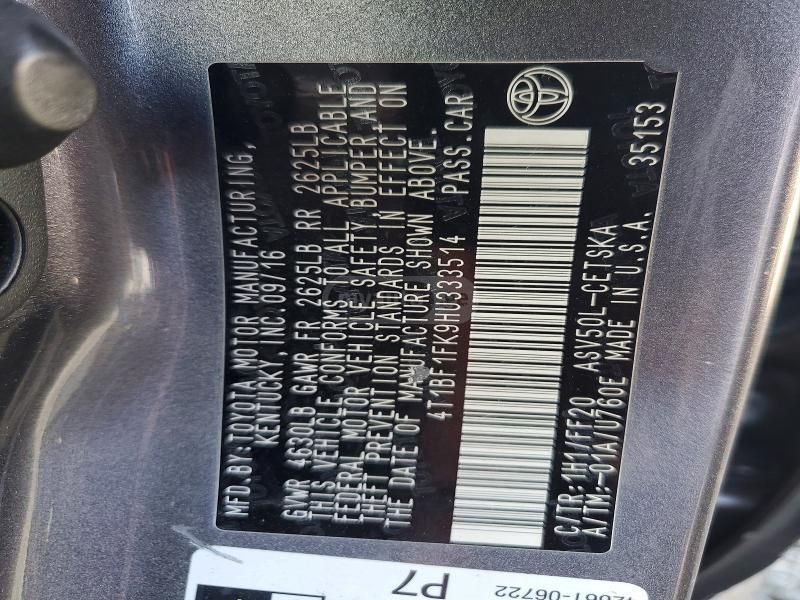 MFD.BY:TOYOTA MOTOR MANUFACTURING,
KENTUCKY, INC.09/16
GVWR 4630LB GAWR FR 2625LB RR 2625LB
THIS VEHICLE CONFORMS TO ALL APPLICABLE
FEDERAL MOTOR VEHICLE SAFETY, BUMPER, AND
THEFT PREVENTION STANDARDS IN EFFECT ON
THE DATE OF MANUFACTURE SHOWN ABOVE.
4T1BF1FK9HU333514 PASS.CAR
C/TR:1H1/FF20 ASV50L-CETSKA
A/TM:-01A/U760E MADE IN U.S.A. 35153
P7
12661-06722